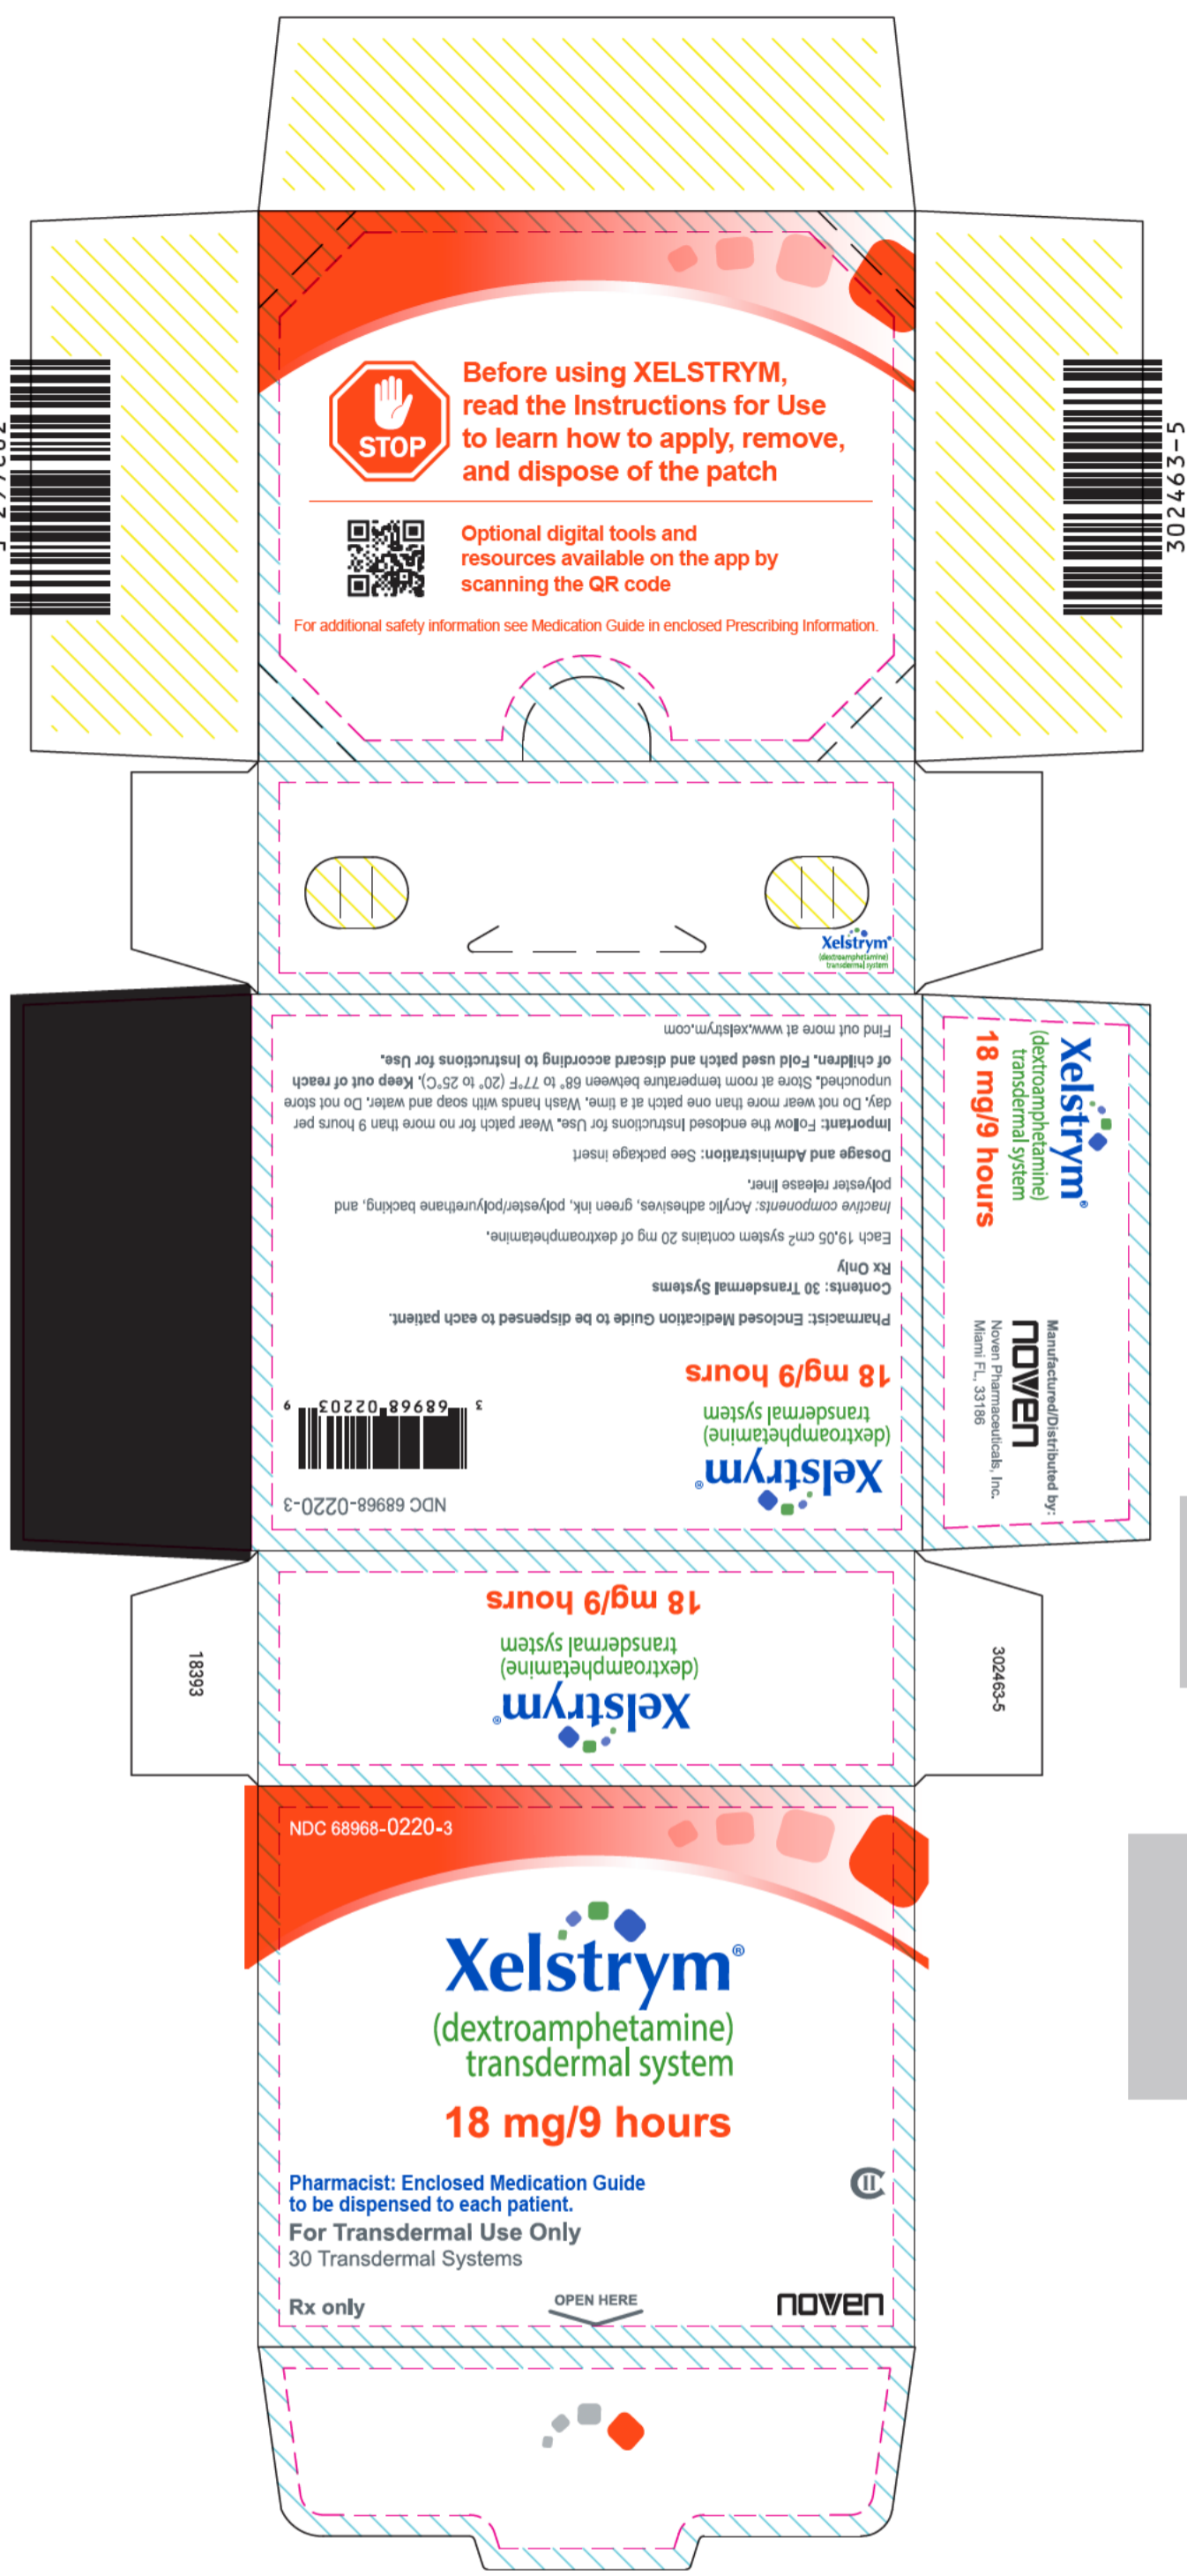 STOP
Before using XELSTRYM,
read the Instructions for Use
to learn how to apply, remove,
and dispose of the patch
Optional digital tools and
resources available on the app by
scanning the QR code
For additional safety information see Medication Guide in enclosed Prescribing Information.
302463-5
Xelstrym®
(dextroamphetamine)
transdermal system
Xelstrym®
(dextroamphetamine)
transdermal system
18 mg/9 hours
Manufactured/Distributed by:
noven
Noven Pharmaceuticals, Inc.
Miami FL, 33186
NDC 68968-0220-3
Xelstrym®
(dextroamphetamine)
transdermal system
18 mg/9 hours
3 68968 02203 9
Pharmacist: Enclosed Medication Guide to be dispensed to each patient.
Contents: 30 Transdermal Systems
Rx Only
Each 19.05 cm² system contains 20 mg of dextroamphetamine.
Inactive components: Acrylic adhesives, green ink, polyester/polyurethane backing, and
polyester release liner.
Dosage and Administration: See package insert
Important: Follow the enclosed Instructions for Use. Wear patch for no more than 9 hours per
day. Do not wear more than one patch at a time. Wash hands with soap and water. Do not store
unpouched. Store at room temperature between 68° to 77°F (20° to 25°C). Keep out of reach
of children. Fold used patch and discard according to Instructions for Use.
Find out more at www.xelstrym.com
18393
Xelstrym®
(dextroamphetamine)
transdermal system
18 mg/9 hours
302463-5
NDC 68968-0220-3
Xelstrym®
(dextroamphetamine)
transdermal system
18 mg/9 hours
Pharmacist: Enclosed Medication Guide
to be dispensed to each patient.
CII
For Transdermal Use Only
30 Transdermal Systems
Rx only
OPEN HERE
noven